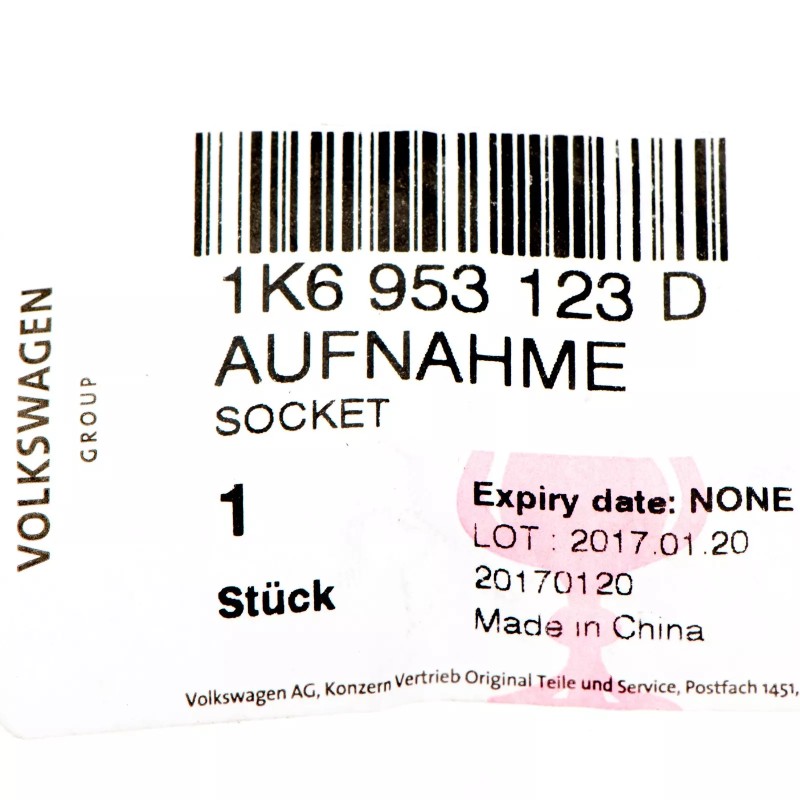 1K6 953 123 D
AUFNAHME
SOCKET
VOLKSWAGEN
GROUP
1
Stück
Expiry date: NONE
LOT : 2017.01.20
20170120
Made in China
Volkswagen AG, Konzern Vertrieb Original Teile und Service, Postfach 1451,